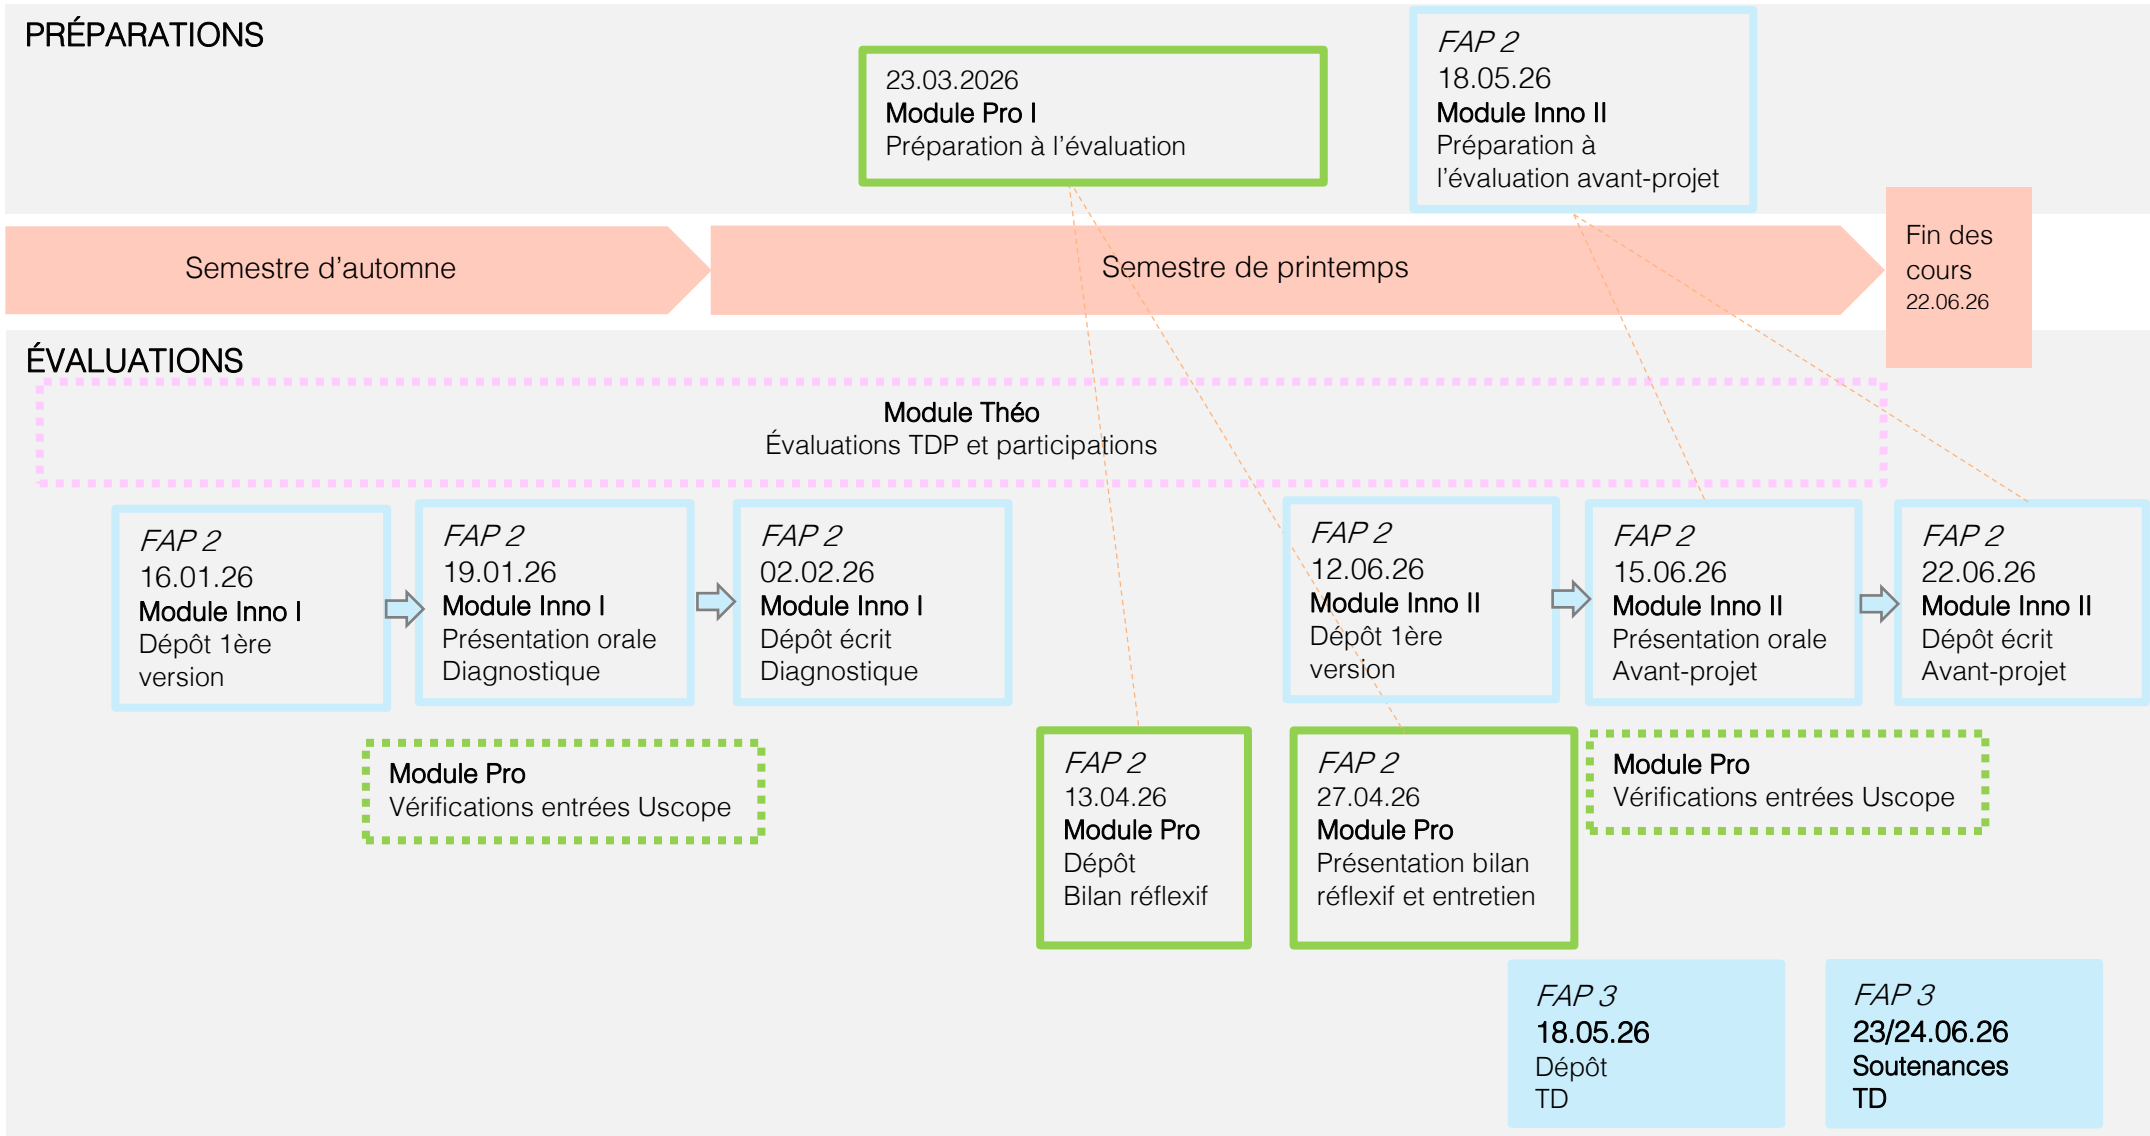 PRÉPARATIONS
23.03.2026
Module Pro I
Préparation à l'évaluation
FAP 2
18.05.26
Module Inno II
Préparation à
l'évaluation avant-projet
Semestre d'automne
Semestre de printemps
Fin des
cours
22.06.26
ÉVALUATIONS
Module Théo
Évaluations TDP et participations
FAP 2
16.01.26
Module Inno I
Dépôt 1ère
version
FAP 2
19.01.26
Module Inno I
Présentation orale
Diagnostique
FAP 2
02.02.26
Module Inno I
Dépôt écrit
Diagnostique
FAP 2
12.06.26
Module Inno II
Dépôt 1ère
version
FAP 2
15.06.26
Module Inno II
Présentation orale
Avant-projet
FAP 2
22.06.26
Module Inno II
Dépôt écrit
Avant-projet
Module Pro
Vérifications entrées Uscope
FAP 2
13.04.26
Module Pro
Dépôt
Bilan réflexif
FAP 2
27.04.26
Module Pro
Présentation bilan
réflexif et entretien
Module Pro
Vérifications entrées Uscope
FAP 3
18.05.26
Dépôt
TD
FAP 3
23/24.06.26
Soutenances
TD